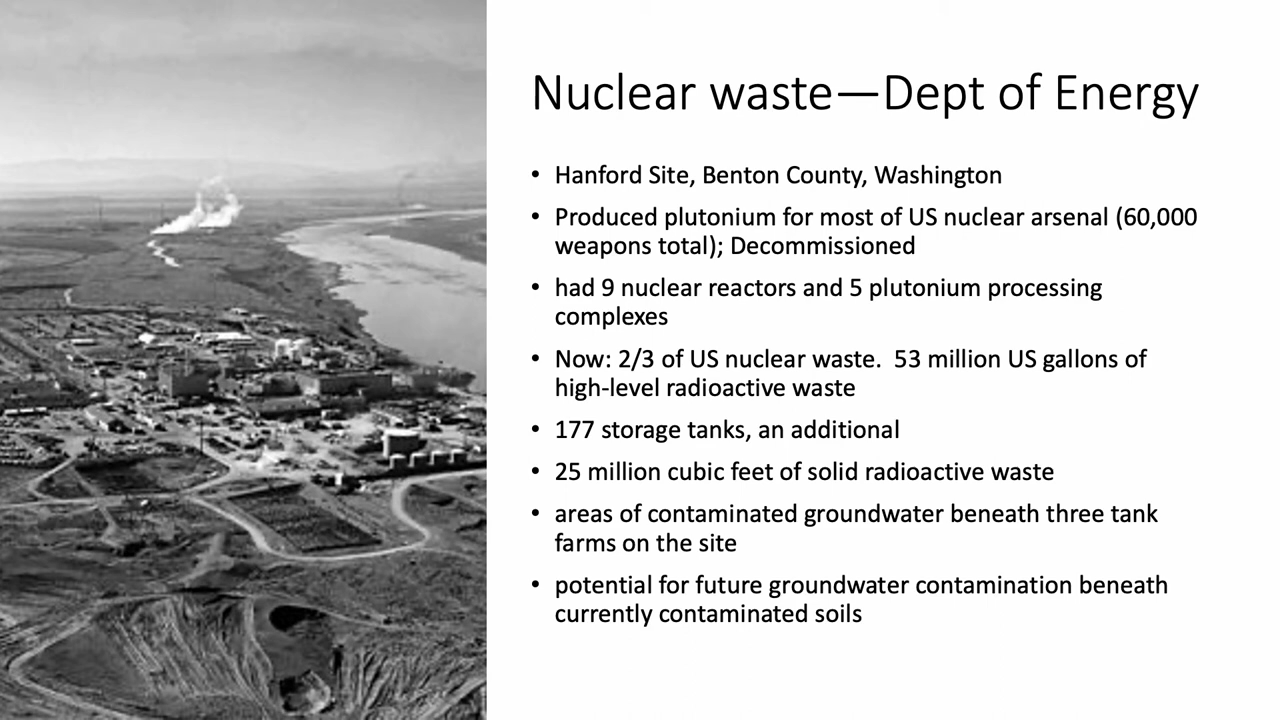 Nuclear waste—Dept of Energy
• Hanford Site, Benton County, Washington
• Produced plutonium for most of US nuclear arsenal (60,000
weapons total); Decommissioned
• had 9 nuclear reactors and 5 plutonium processing
complexes
• Now: 2/3 of US nuclear waste.  53 million US gallons of
high-level radioactive waste
• 177 storage tanks, an additional
• 25 million cubic feet of solid radioactive waste
• areas of contaminated groundwater beneath three tank
farms on the site
• potential for future groundwater contamination beneath
currently contaminated soils